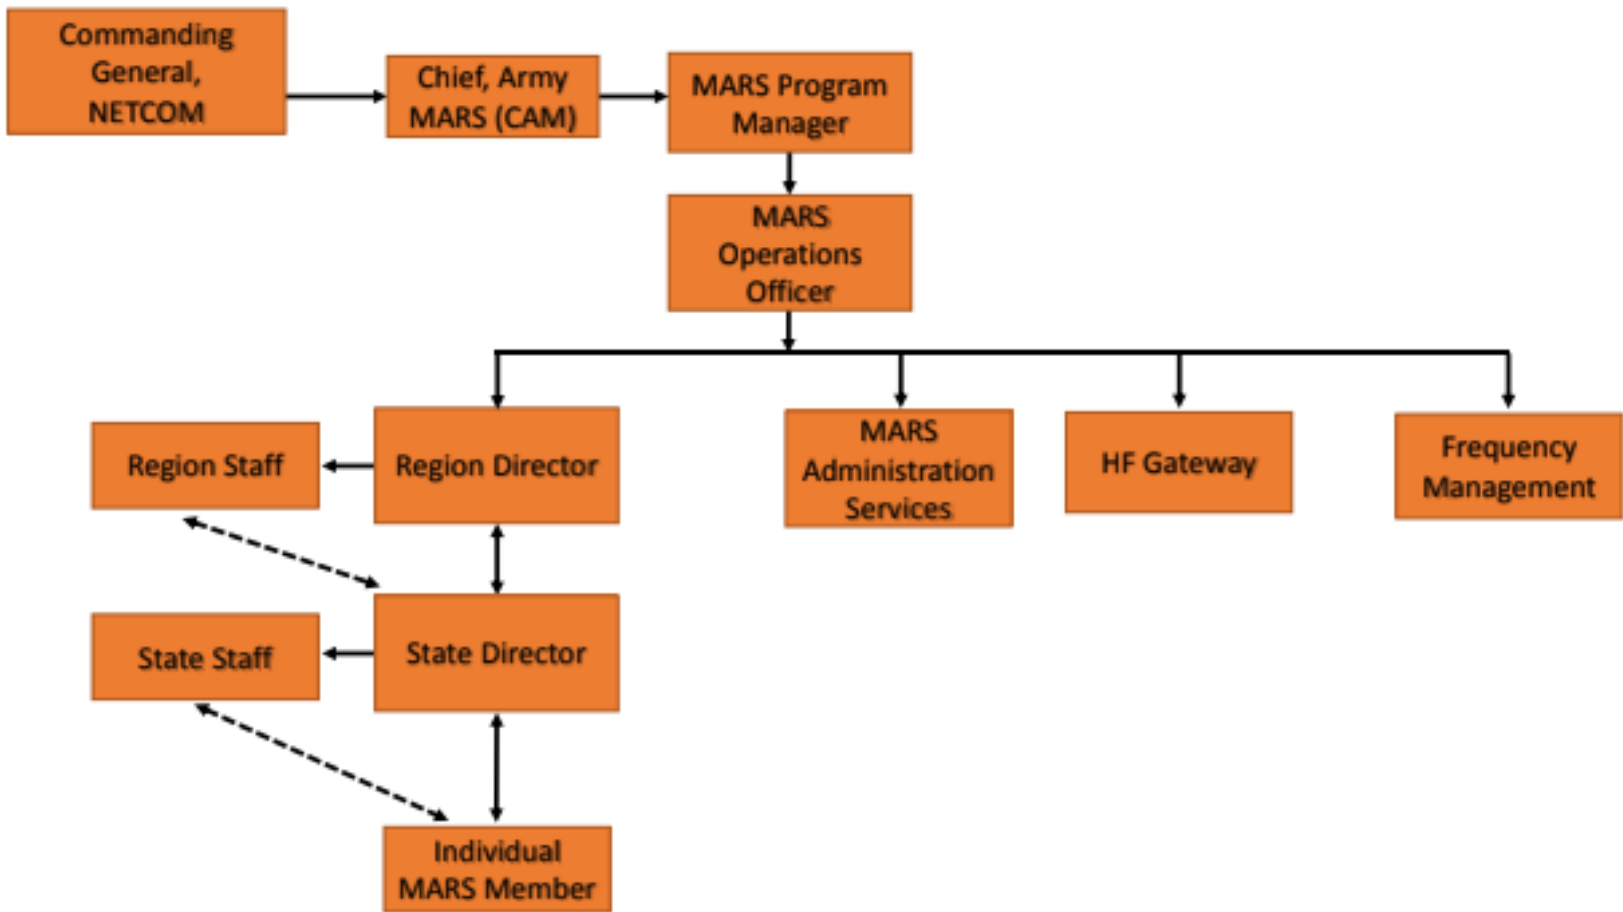 Commanding
General,
NETCOM
Chief, Army
MARS (CAM)
MARS Program
Manager
MARS
Operations
Officer
Region Staff
Region Director
MARS
Administration
Services
HF Gateway
Frequency
Management
State Staff
State Director
Individual
MARS Member